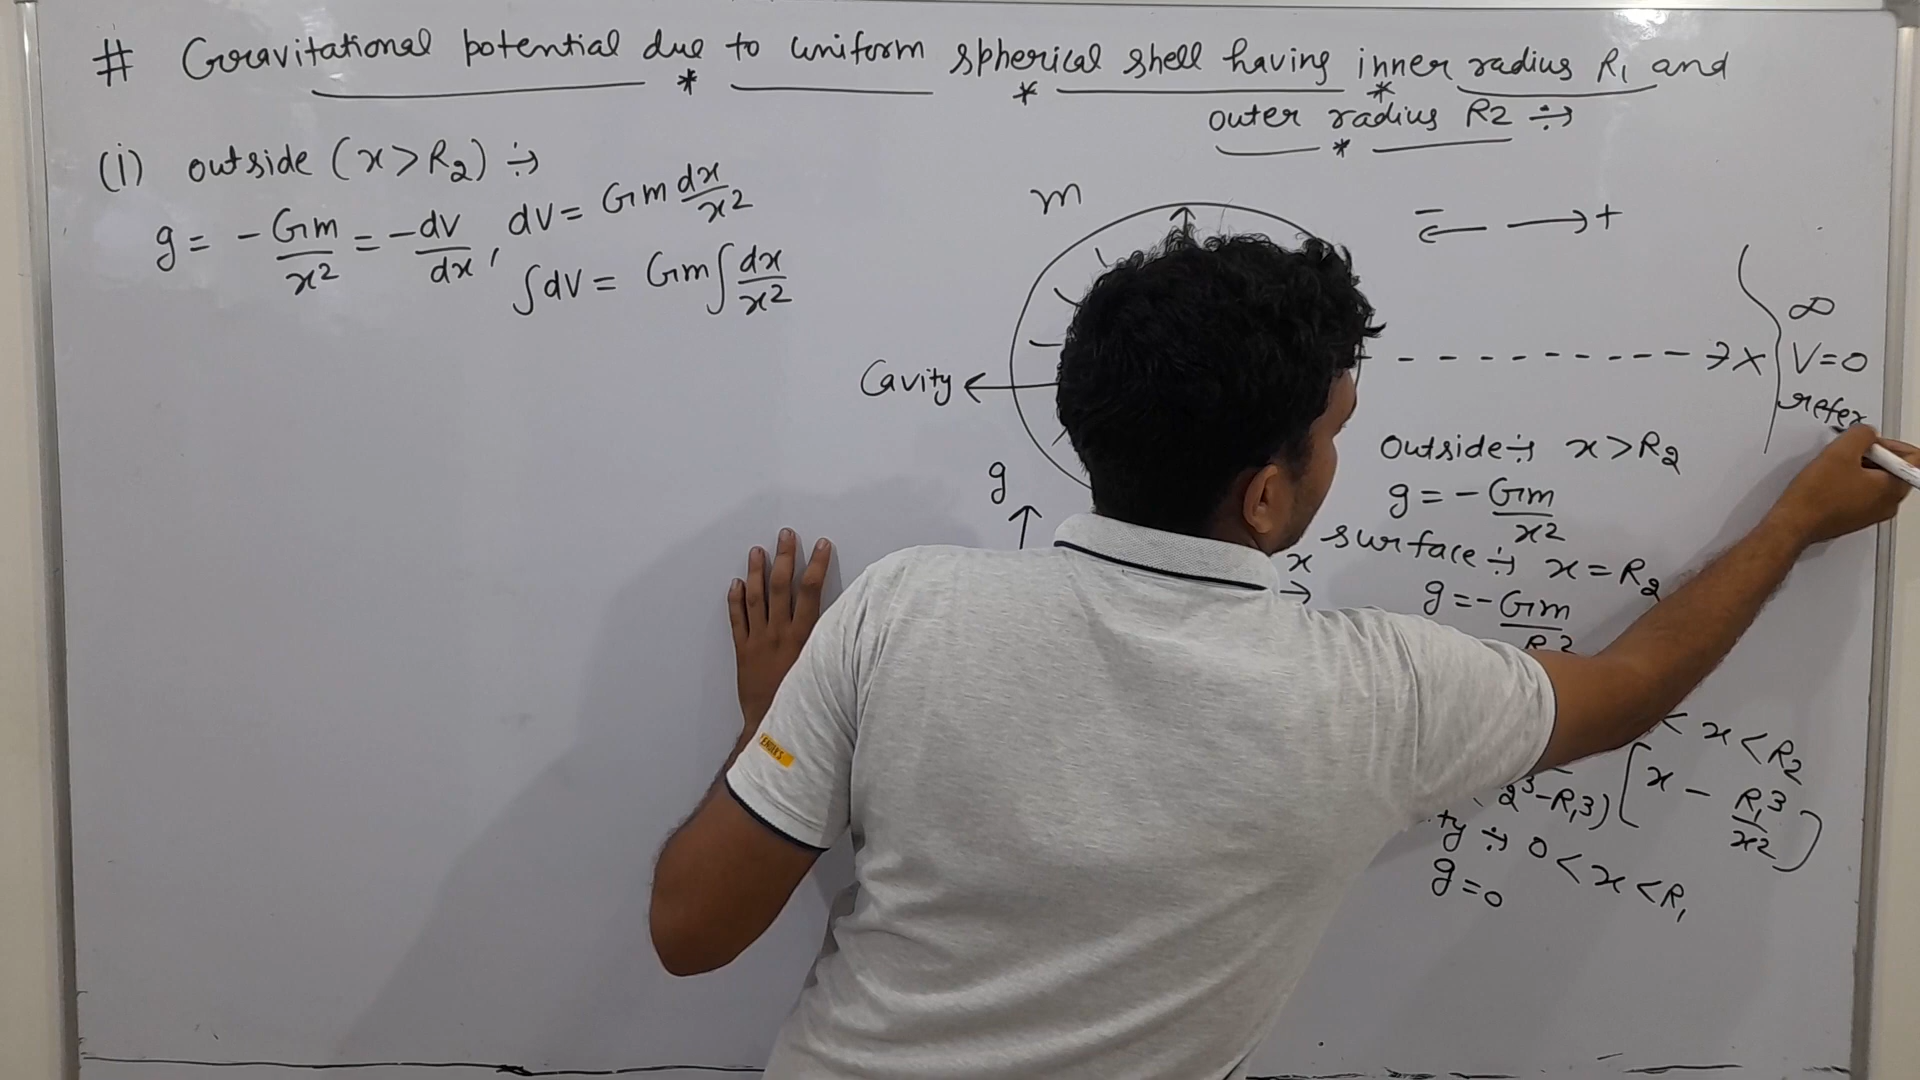 # Gravitational potential due to uniform spherical shell having inner radius R₁ and
outer radius R2 ÷→
(i) outside (x > R₂) ÷→
g = - Gm/x² = - dV/dx , dV = Gm dx/x²
∫dV = Gm ∫ dx/x²
m
- ← → +
∞
V=0
refer
X
Cavity
g
x
Outside ÷→ x > R₂
g = - Gm/x²
surface ÷→ x = R₂
g = - Gm/R²
< x < R₂
2³ - R₁³) [x - R₁³/x²]
ty ÷→ 0 < x < R₁
g = 0